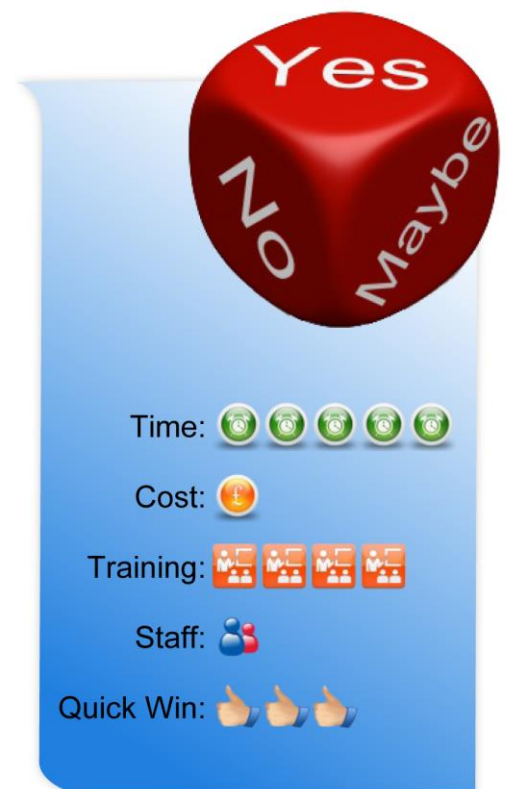 Yes
No
Maybe
Time:
Cost: £
Training:
Staff:
Quick Win: